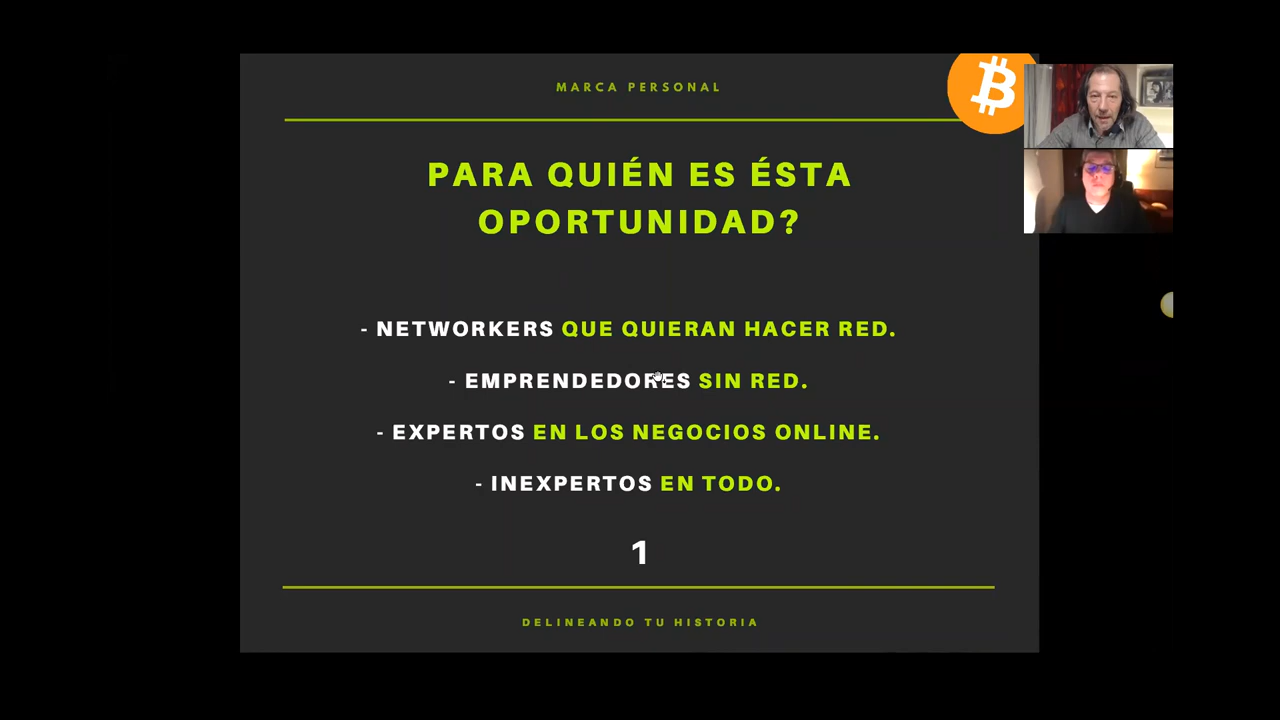 MARCA PERSONAL
PARA QUIÉN ES ÉSTA
OPORTUNIDAD?
- NETWORKERS QUE QUIERAN HACER RED.
- EMPRENDEDORES SIN RED.
- EXPERTOS EN LOS NEGOCIOS ONLINE.
- INEXPERTOS EN TODO.
1
DELINEANDO TU HISTORIA